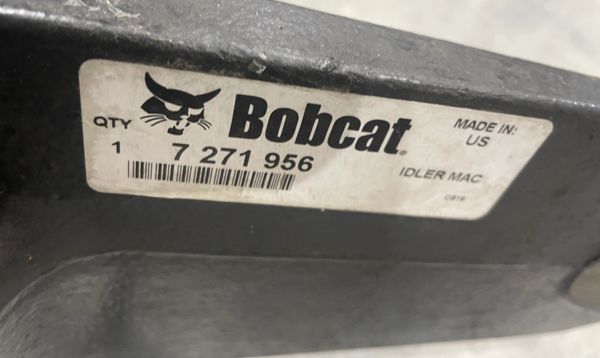 Bobcat
QTY
MADE IN:
US
1 7 271 956
IDLER MAC